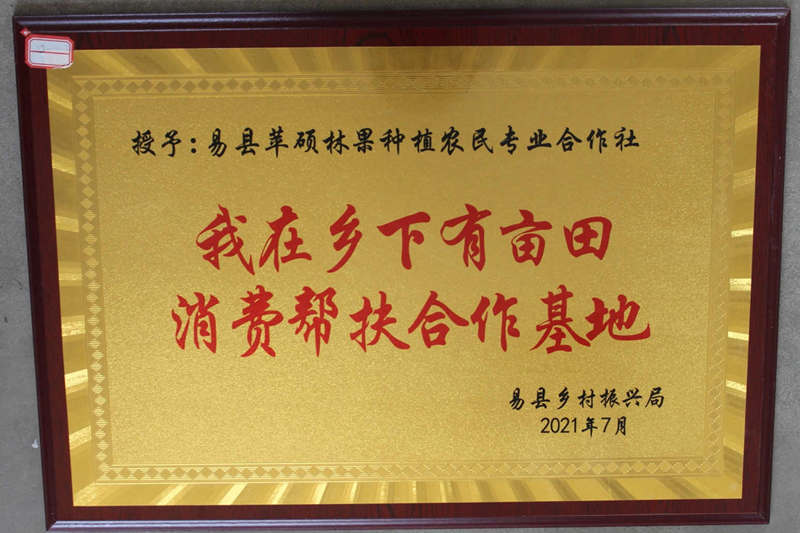 授予：易县苹硕林果种植农民专业合作社
我在乡下有亩田
消费帮扶合作基地
易县乡村振兴局
2021年7月